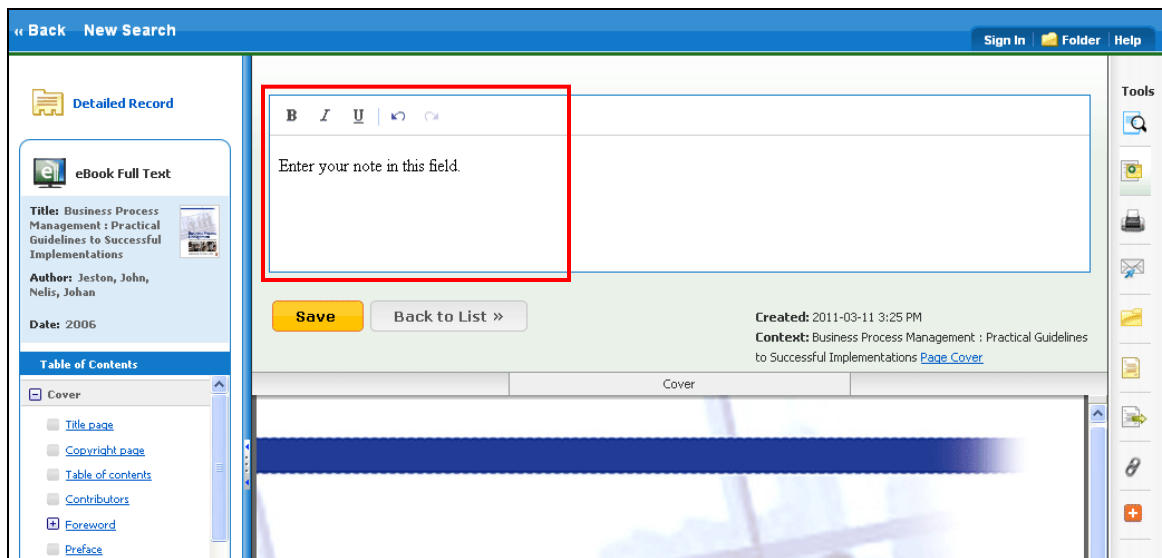 ‹‹ Back New Search
Sign In Folder Help
Detailed Record
eBook Full Text
Title: Business Process
Management : Practical
Guidelines to Successful
Implementations
Author: Jeston, John,
Nelis, Johan
Date: 2006
Table of Contents
Cover
Title page
Copyright page
Table of contents
Contributors
Foreword
Preface
B I U
Enter your note in this field.
Save Back to List »
Created: 2011-03-11 3:25 PM
Context: Business Process Management : Practical Guidelines
to Successful Implementations Page Cover
Cover
Tools